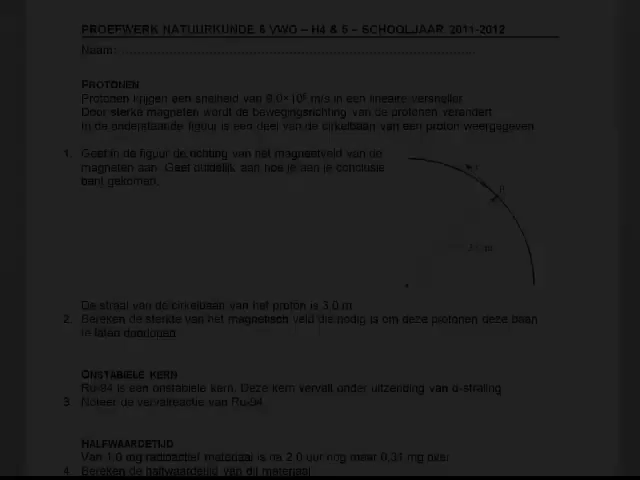 PROEFWERK NATUURKUNDE 5 VWO – H4 & 5 – SCHOOLJAAR 2011-2012
Naam:
PROTONEN
Protonen krijgen een snelheid van 9,0×10⁶ m/s in een lineaire versneller.
Door sterke magneten wordt de bewegingsrichting van de protonen verandert.
In de onderstaande figuur is een deel van de cirkelbaan van een proton weergegeven.
1. Geef in de figuur de richting van het magneetveld van de
magneten aan. Geef duidelijk aan hoe je aan je conclusie
bent gekomen.
De straal van de cirkelbaan van het proton is 3,0 m.
2. Bereken de sterkte van het magnetisch veld die nodig is om deze protonen deze baan
te laten doorlopen.
ONSTABIELE KERN
Ru-94 is een onstabiele kern. Deze kern vervalt onder uitzending van α-straling.
3. Noteer de vervalreactie van Ru-94.
HALFWAARDETIJD
Van 1,0 mg radioactief materiaal is na 2,0 uur nog maar 0,31 mg over.
4. Bereken de halfwaardetijd van dit materiaal.